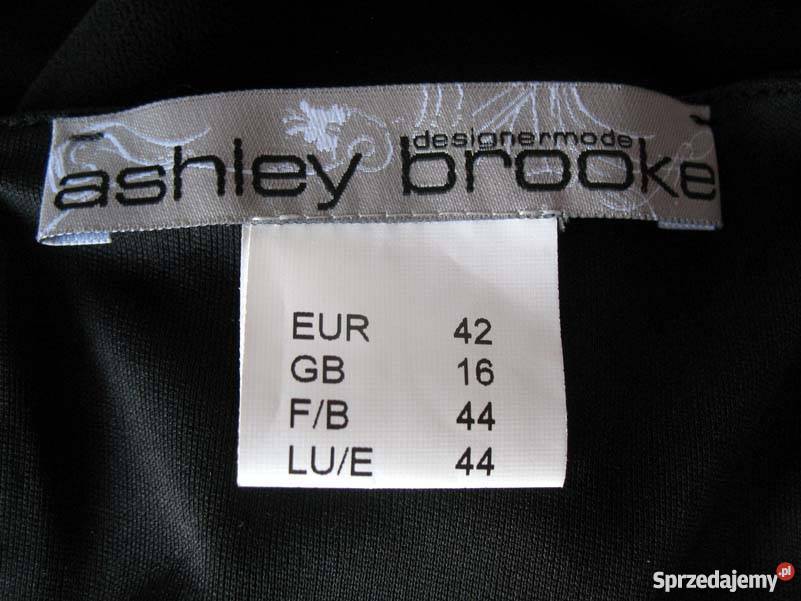 designermode
ashley brooke
EUR 42
GB 16
F/B 44
LU/E 44
Sprzedajemy.pl